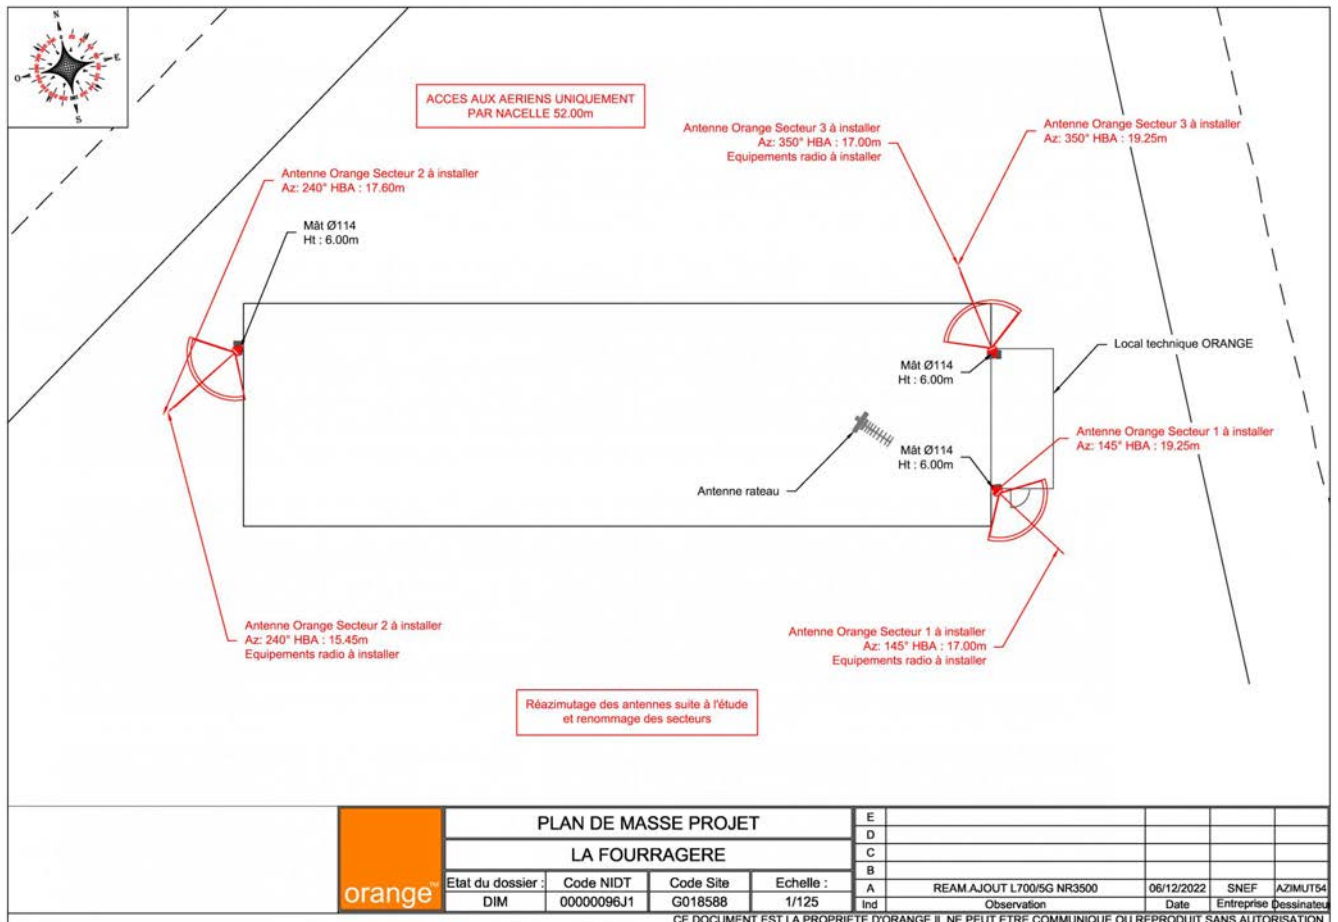 N
E
O
S
ACCES AUX AERIENS UNIQUEMENT
PAR NACELLE 52.00m
Antenne Orange Secteur 3 à installer
Az: 350° HBA : 17.00m
Equipements radio à installer
Antenne Orange Secteur 3 à installer
Az: 350° HBA : 19.25m
Antenne Orange Secteur 2 à installer
Az: 240° HBA : 17.60m
Mât Ø114
Ht : 6.00m
Local technique ORANGE
Mât Ø114
Ht : 6.00m
Antenne Orange Secteur 1 à installer
Az: 145° HBA : 19.25m
Mât Ø114
Ht : 6.00m
Antenne rateau
Antenne Orange Secteur 2 à installer
Az: 240° HBA : 15.45m
Equipements radio à installer
Antenne Orange Secteur 1 à installer
Az: 145° HBA : 17.00m
Equipements radio à installer
Réazimutage des antennes suite à l'étude
et renommage des secteurs
orange™
PLAN DE MASSE PROJET
LA FOURRAGERE
Etat du dossier : Code NIDT Code Site Echelle :
DIM 00000096J1 G018588 1/125
E
D
C
B
A REAM.AJOUT L700/5G NR3500 06/12/2022 SNEF AZIMUT54
Ind Observation Date Entreprise Dessinateu
CE DOCUMENT EST LA PROPRIETE D'ORANGE IL NE PEUT ETRE COMMUNIQUE OU REPRODUIT SANS AUTORISATION